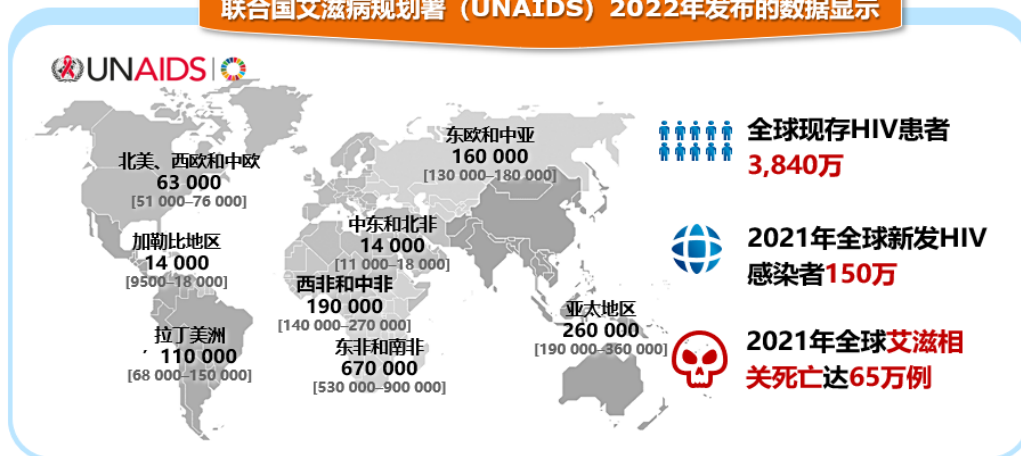 联合国艾滋病规划署（UNAIDS）2022年发布的数据显示
UNAIDS
北美、西欧和中欧
63 000
[51 000–76 000]
加勒比地区
14 000
[9500–18 000]
拉丁美洲
′ 110 000
[68 000–150 000]
东欧和中亚
160 000
[130 000–180 000]
中东和北非
14 000
[11 000–18 000]
西非和中非
190 000
[140 000–270 000]
东非和南非
670 000
[530 000–900 000]
亚太地区
260 000
[190 000–360 000]
全球现存HIV患者
3,840万
2021年全球新发HIV
感染者150万
2021年全球艾滋相
关死亡达65万例